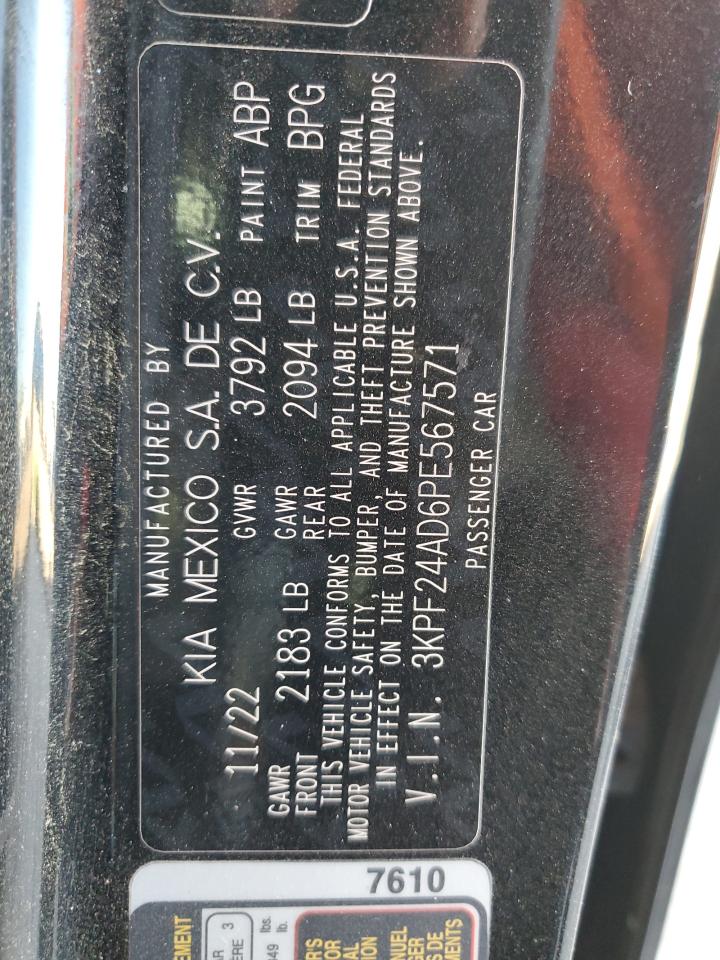 MANUFACTURED BY
KIA MEXICO S.A. DE C.V.
11/22 GVWR 3792 LB PAINT ABP
GAWR FRONT 2183 LB GAWR REAR 2094 LB TRIM BPG
THIS VEHICLE CONFORMS TO ALL APPLICABLE U.S.A. FEDERAL
MOTOR VEHICLE SAFETY, BUMPER, AND THEFT PREVENTION STANDARDS
IN EFFECT ON THE DATE OF MANUFACTURE SHOWN ABOVE.
V.I.N. 3KPF24AD6PE567571
PASSENGER CAR
7610